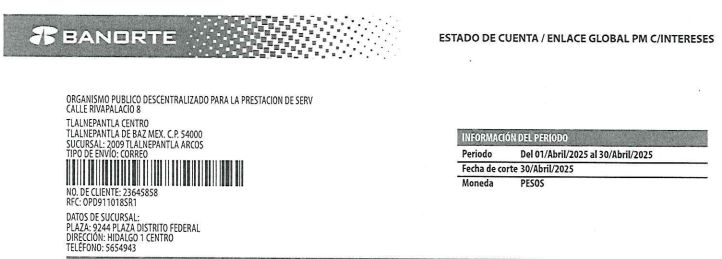 BANORTE
ESTADO DE CUENTA / ENLACE GLOBAL PM C/INTERESES
ORGANISMO PUBLICO DESCENTRALIZADO PARA LA PRESTACION DE SERV
CALLE RIVAPALACIO 8
TLALNEPANTLA CENTRO
TLALNEPANTLA DE BAZ MEX. C.P. 54000
SUCURSAL: 2009 TLALNEPANTLA ARCOS
TIPO DE ENVÍO: CORREO
NO. DE CLIENTE: 23645858
RFC: OPD911018SR1
DATOS DE SUCURSAL:
PLAZA: 9244 PLAZA DISTRITO FEDERAL
DIRECCIÓN: HIDALGO 1 CENTRO
TELÉFONO: 5654943
INFORMACIÓN DEL PERIODO
Periodo Del 01/Abril/2025 al 30/Abril/2025
Fecha de corte 30/Abril/2025
Moneda PESOS